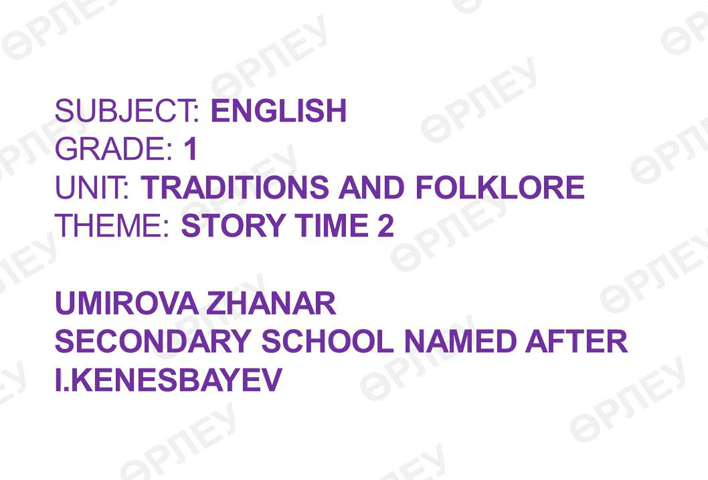 SUBJECT: ENGLISH
GRADE: 1
UNIT: TRADITIONS AND FOLKLORE
THEME: STORY TIME 2
UMIROVA ZHANAR
SECONDARY SCHOOL NAMED AFTER
I.KENESBAYEV
ӨРЛЕУ